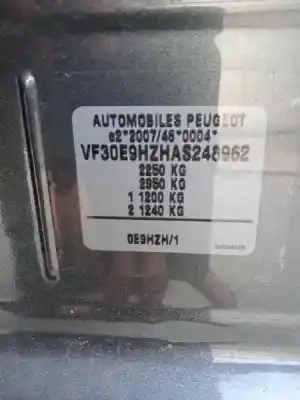 AUTOMOBILES PEUGEOT
e2*2007/46*0004*
VF30E9HZHAS248962
2250 KG
2950 KG
1 1200 KG
2 1240 KG
0E9HZH/1